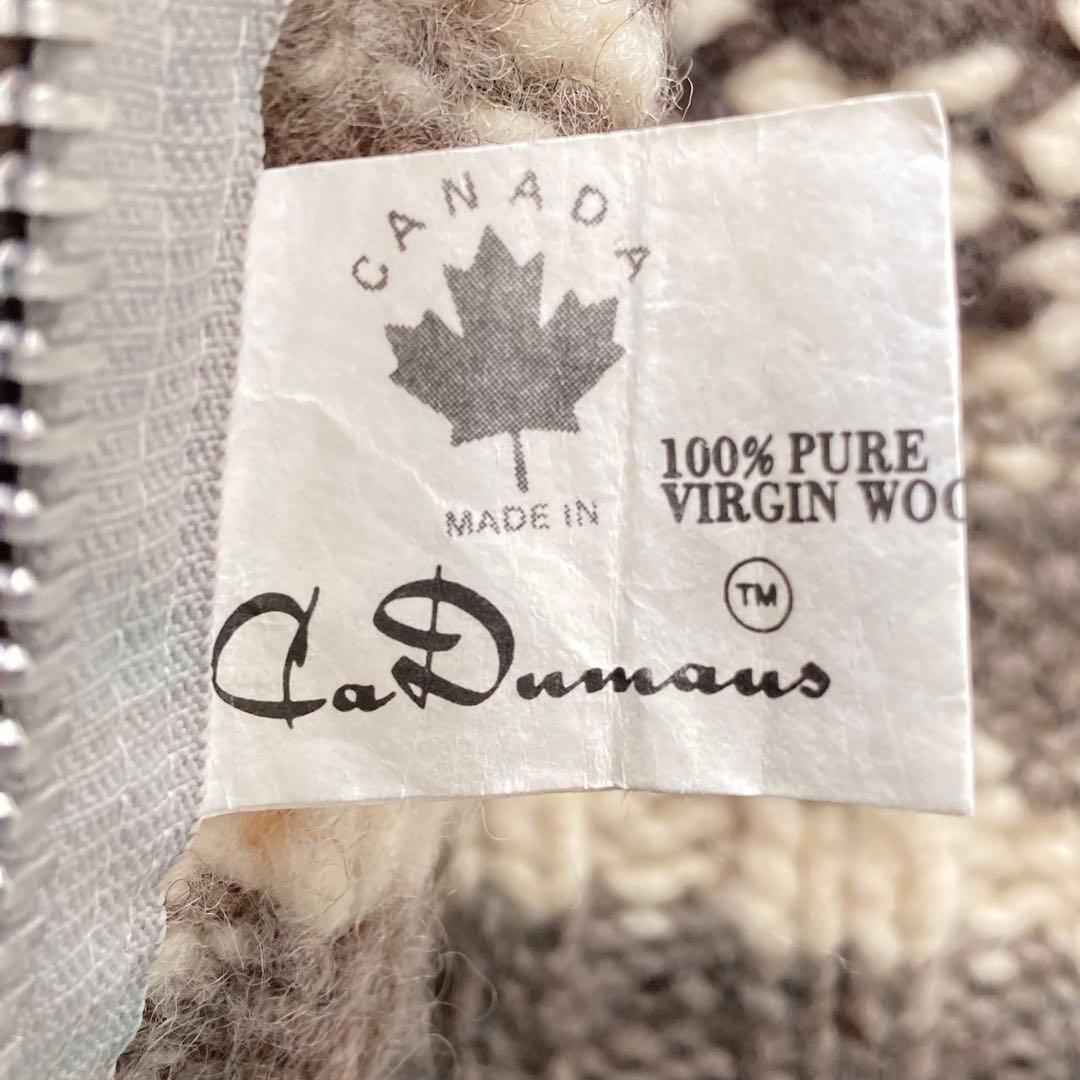 CANADA
MADE IN
100% PURE
VIRGIN WOO
TM
CaDumaus